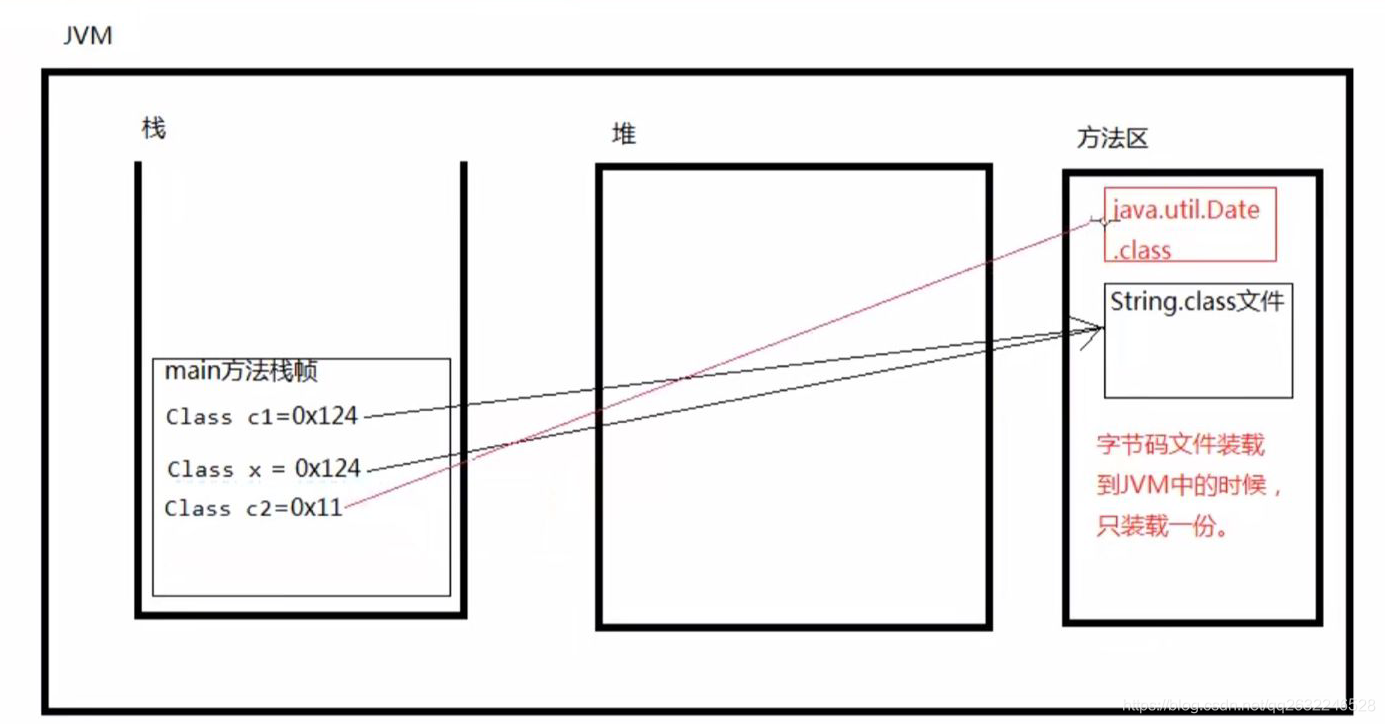 JVM
栈
堆
方法区
java.util.Date
.class
String.class文件
main方法栈帧
Class c1=0x124
Class x = 0x124
Class c2=0x11
字节码文件装载
到JVM中的时候，
只装载一份。
https://blog.csdn.net/qq2632246528